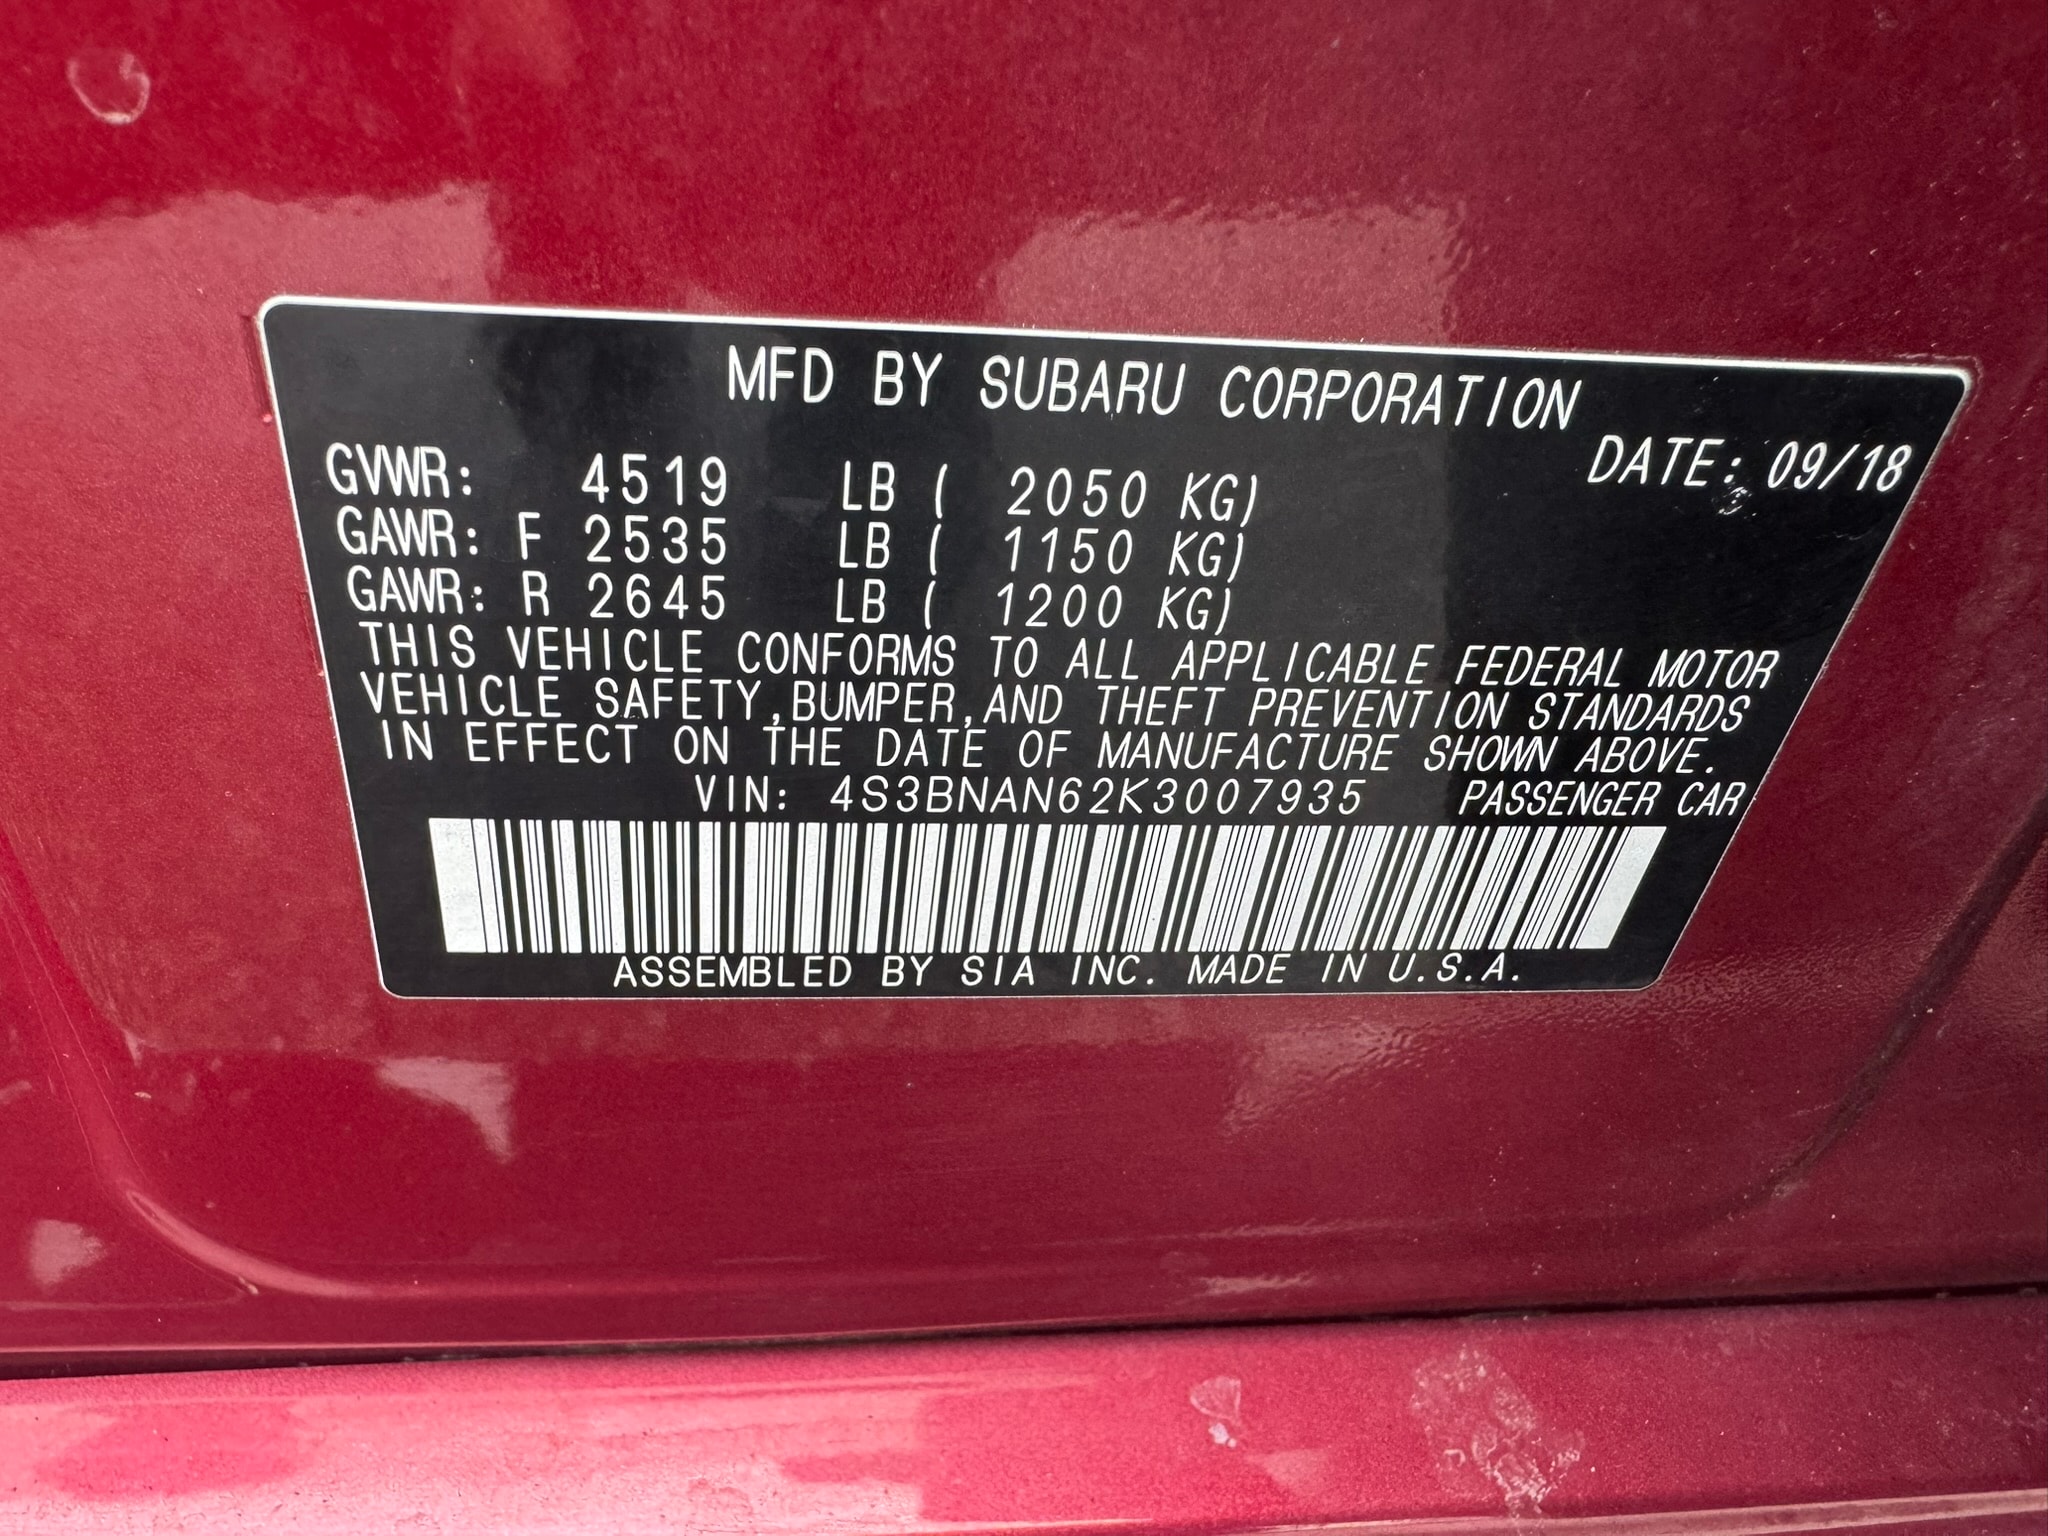 MFD BY SUBARU CORPORATION
DATE: 09/18
GVWR: 4519 LB ( 2050 KG)
GAWR: F 2535 LB ( 1150 KG)
GAWR: R 2645 LB ( 1200 KG)
THIS VEHICLE CONFORMS TO ALL APPLICABLE FEDERAL MOTOR
VEHICLE SAFETY,BUMPER,AND THEFT PREVENTION STANDARDS
IN EFFECT ON THE DATE OF MANUFACTURE SHOWN ABOVE.
VIN: 4S3BNAN62K3007935 PASSENGER CAR
ASSEMBLED BY SIA INC. MADE IN U.S.A.